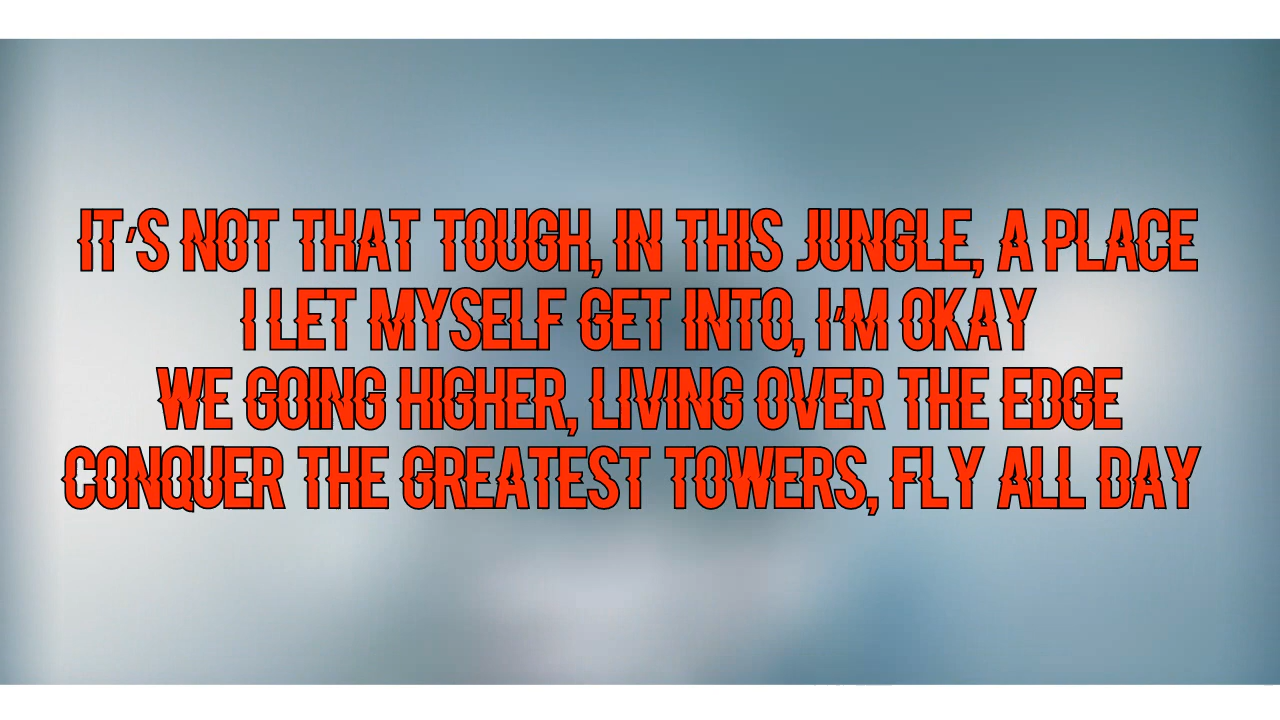 IT'S NOT THAT TOUGH, IN THIS JUNGLE, A PLACE
I LET MYSELF GET INTO, I'M OKAY
WE GOING HIGHER, LIVING OVER THE EDGE
CONQUER THE GREATEST TOWERS, FLY ALL DAY